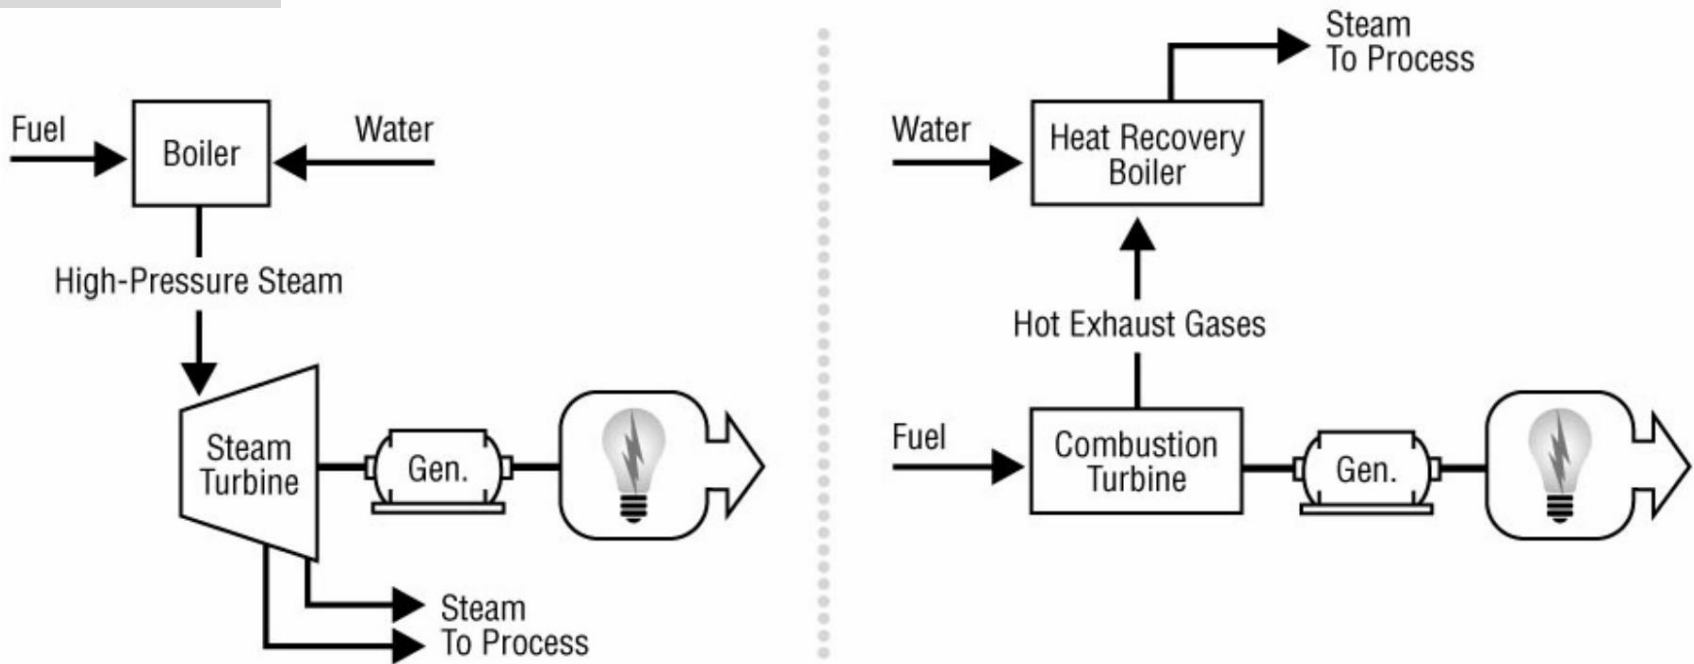 Fuel
Boiler
Water
High-Pressure Steam
Steam
Turbine
Gen.
Steam
To Process
Steam
To Process
Water
Heat Recovery
Boiler
Hot Exhaust Gases
Fuel
Combustion
Turbine
Gen.